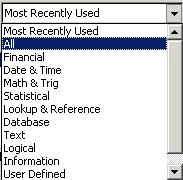 Most Recently Used
Most Recently Used
All
Financial
Date & Time
Math & Trig
Statistical
Lookup & Reference
Database
Text
Logical
Information
User Defined